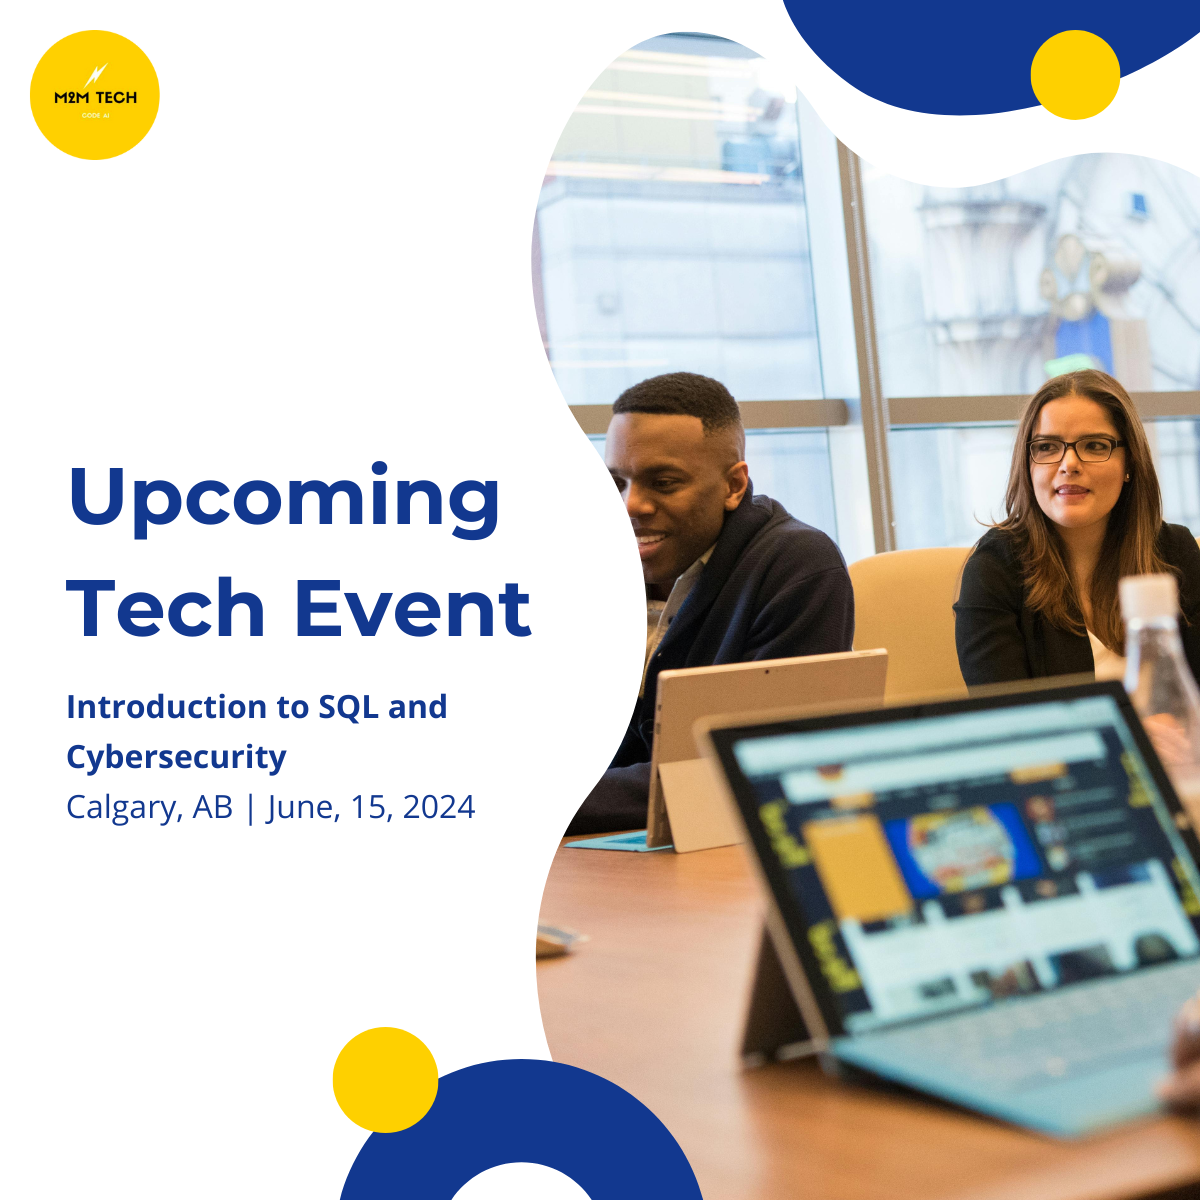 M2M TECH
CODE AI
Upcoming
Tech Event
Introduction to SQL and
Cybersecurity
Calgary, AB | June, 15, 2024